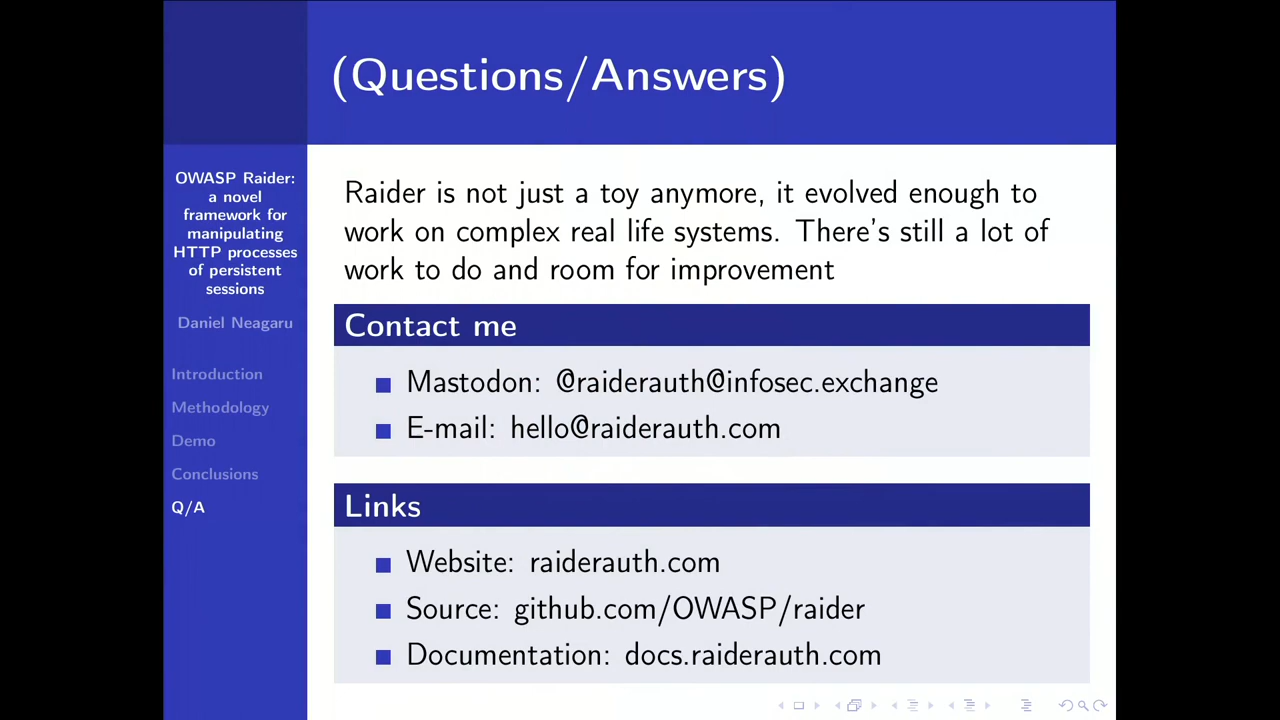 (Questions/Answers)
OWASP Raider:
a novel
framework for
manipulating
HTTP processes
of persistent
sessions
Daniel Neagaru
Introduction
Methodology
Demo
Conclusions
Q/A
Raider is not just a toy anymore, it evolved enough to
work on complex real life systems. There's still a lot of
work to do and room for improvement
Contact me
Mastodon: @raiderauth@infosec.exchange
E-mail: hello@raiderauth.com
Links
Website: raiderauth.com
Source: github.com/OWASP/raider
Documentation: docs.raiderauth.com